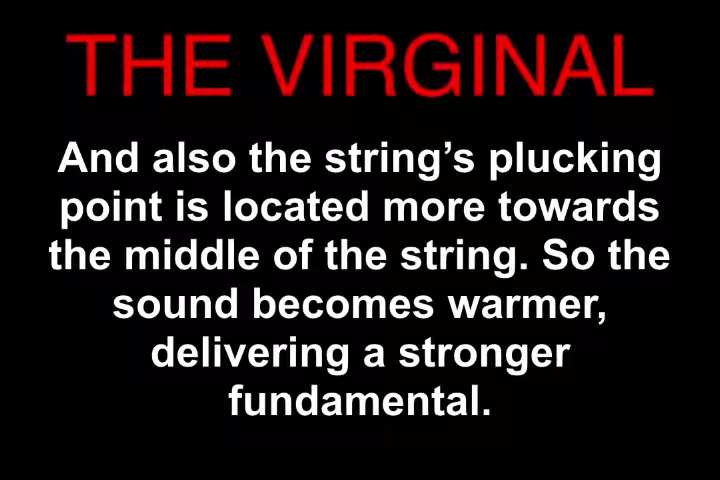 THE VIRGINAL
And also the string’s plucking
point is located more towards
the middle of the string. So the
sound becomes warmer,
delivering a stronger
fundamental.